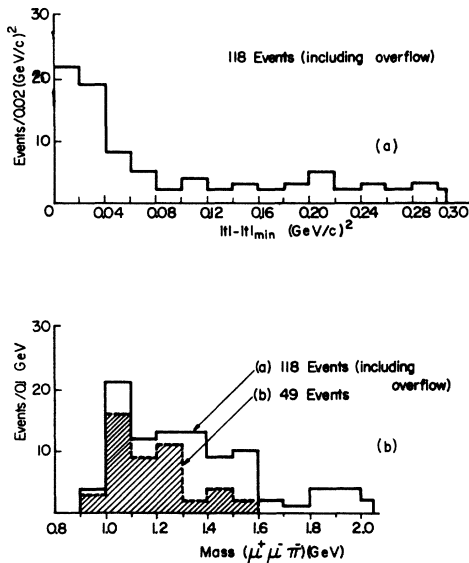 30
20
10
Events/0.02(GeV/c)²
118 Events (including overflow)
(a)
0 0.04 0.08 0.12 0.16 0.20 0.24 0.28 0.30
|t|-|t|min (GeV/c)²
30
20
10
Events/0.1 GeV
(a) 118 Events (including
overflow)
(b) 49 Events
(b)
0.8 1.0 1.2 1.4 1.6 1.8 2.0
Mass (μ⁺ μ⁻ π̄)(GeV)